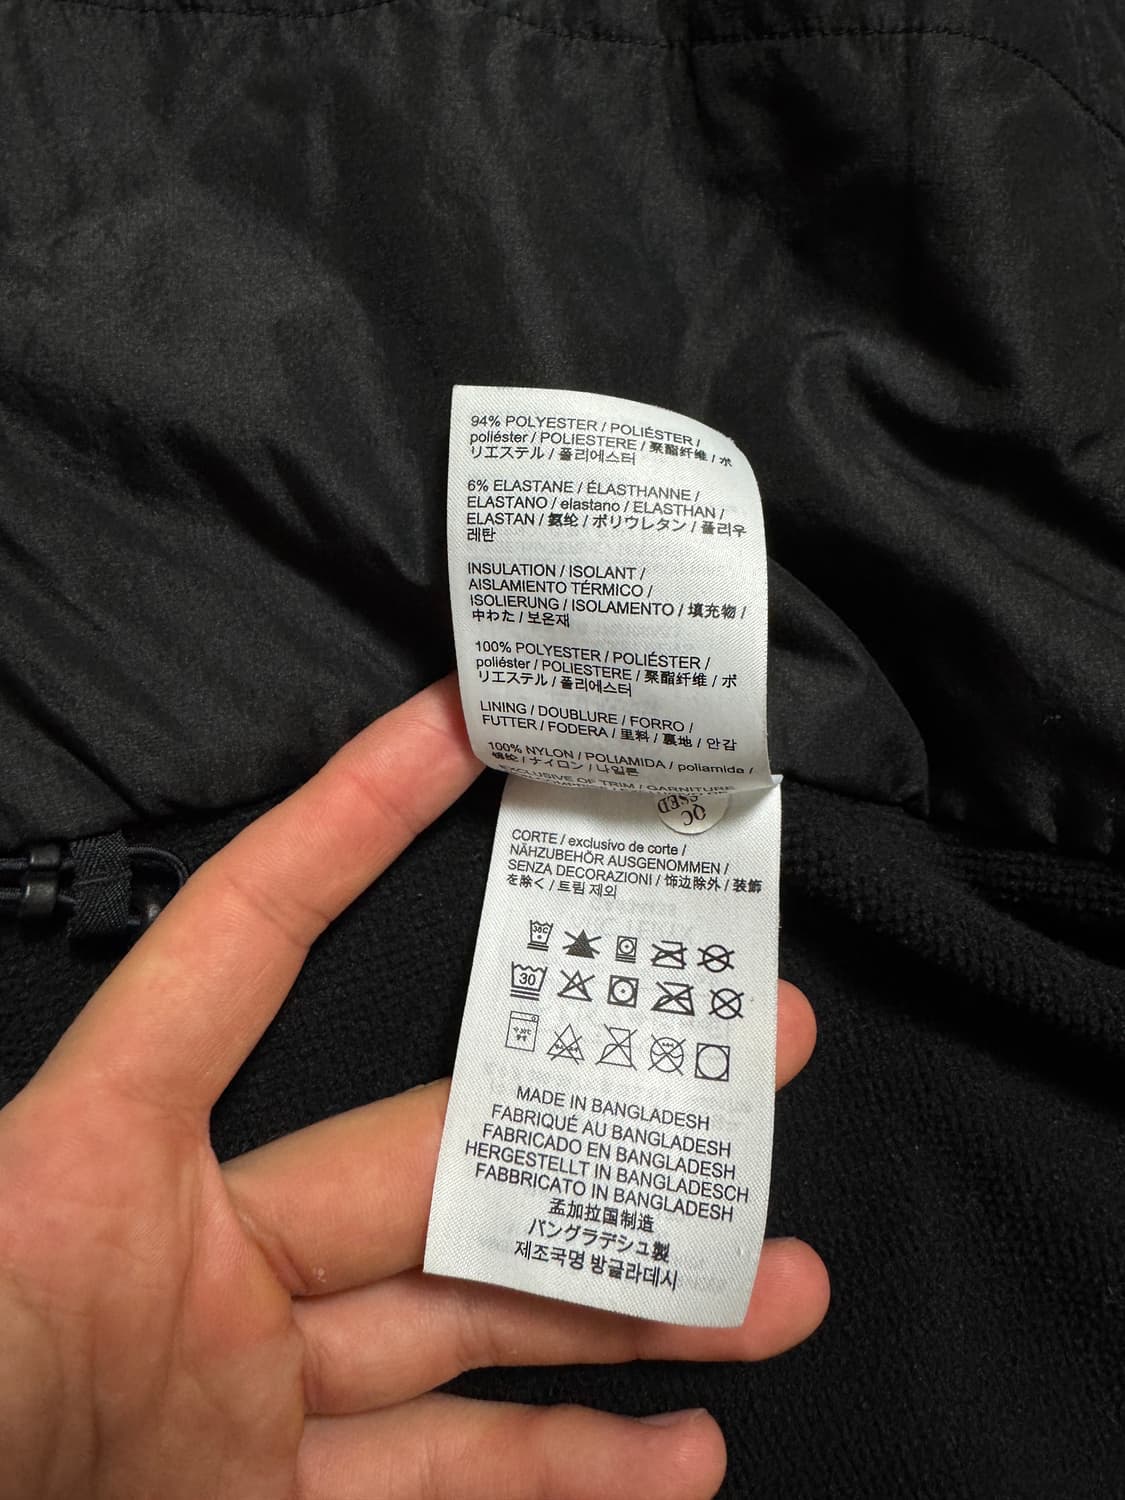 94% POLYESTER / POLIÉSTER /
poliéster / POLIESTERE / 聚酯纤维 / ポ
リエステル / 폴리에스터
6% ELASTANE / ÉLASTHANNE /
ELASTANO / elastano / ELASTHAN /
ELASTAN / 氨纶 / ポリウレタン / 폴리우
레탄
INSULATION / ISOLANT /
AISLAMIENTO TÉRMICO /
ISOLIERUNG / ISOLAMENTO / 填充物 /
中わた / 보온재
100% POLYESTER / POLIÉSTER /
poliéster / POLIESTERE / 聚酯纤维 / ポ
リエステル / 폴리에스터
LINING / DOUBLURE / FORRO /
FUTTER / FODERA / 里料 / 裏地 / 안감
100% NYLON / POLIAMIDA / poliamida /
锦纶 / ナイロン / 나일론
EXCLUSIVE OF TRIM / GARNITURE
QC
CORTE / exclusivo de corte /
NÄHZUBEHÖR AUSGENOMMEN /
SENZA DECORAZIONI / 饰边除外 / 装飾
を除く / 트림 제외
30
MADE IN BANGLADESH
FABRIQUÉ AU BANGLADESH
FABRICADO EN BANGLADESH
HERGESTELLT IN BANGLADESCH
FABBRICATO IN BANGLADESH
孟加拉国制造
バングラデシュ製
제조국명 방글라데시